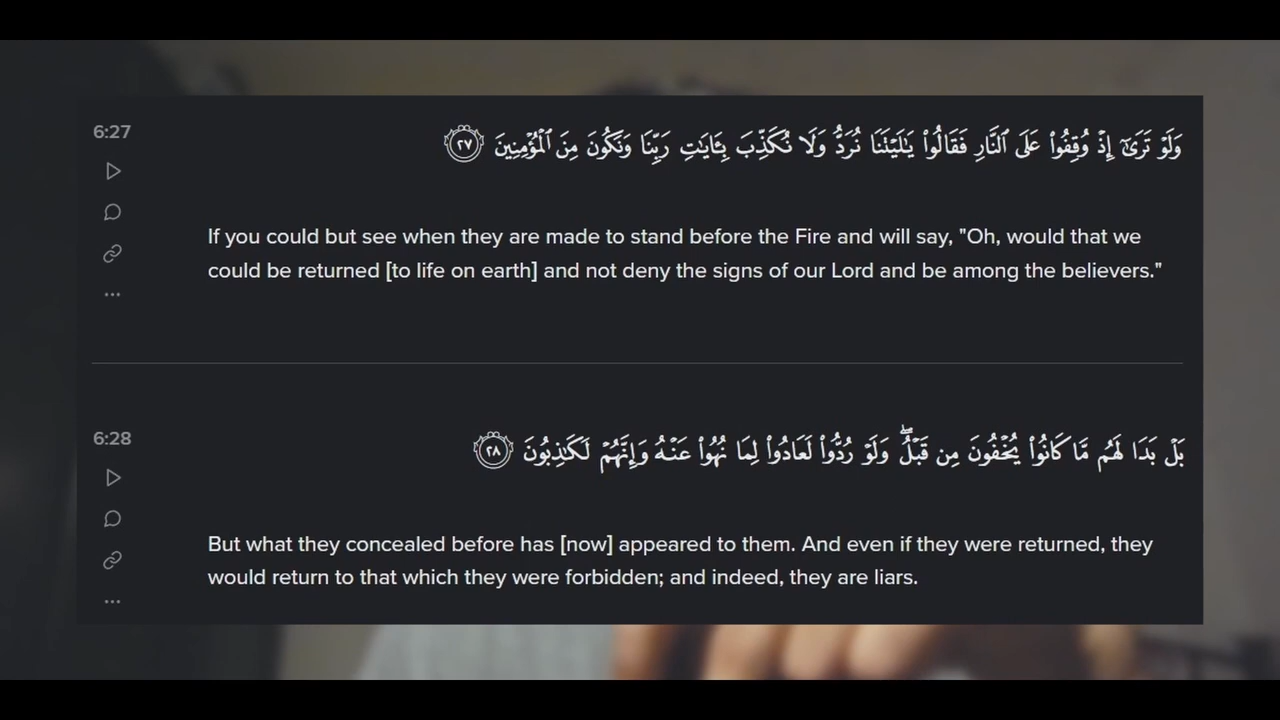 6:27
وَلَوۡ تَرَىٰٓ إِذۡ وُقِفُواْ عَلَى ٱلنَّارِ فَقَالُواْ يَٰلَيۡتَنَا نُرَدُّ وَلَا نُكَذِّبَ بِـَٔايَٰتِ رَبِّنَا وَنَكُونَ مِنَ ٱلۡمُؤۡمِنِينَ ٢٧
If you could but see when they are made to stand before the Fire and will say, "Oh, would that we
could be returned [to life on earth] and not deny the signs of our Lord and be among the believers."
6:28
بَلۡ بَدَا لَهُم مَّا كَانُواْ يُخۡفُونَ مِن قَبۡلُۖ وَلَوۡ رُدُّواْ لَعَادُواْ لِمَا نُهُواْ عَنۡهُ وَإِنَّهُمۡ لَكَٰذِبُونَ ٢٨
But what they concealed before has [now] appeared to them. And even if they were returned, they
would return to that which they were forbidden; and indeed, they are liars.